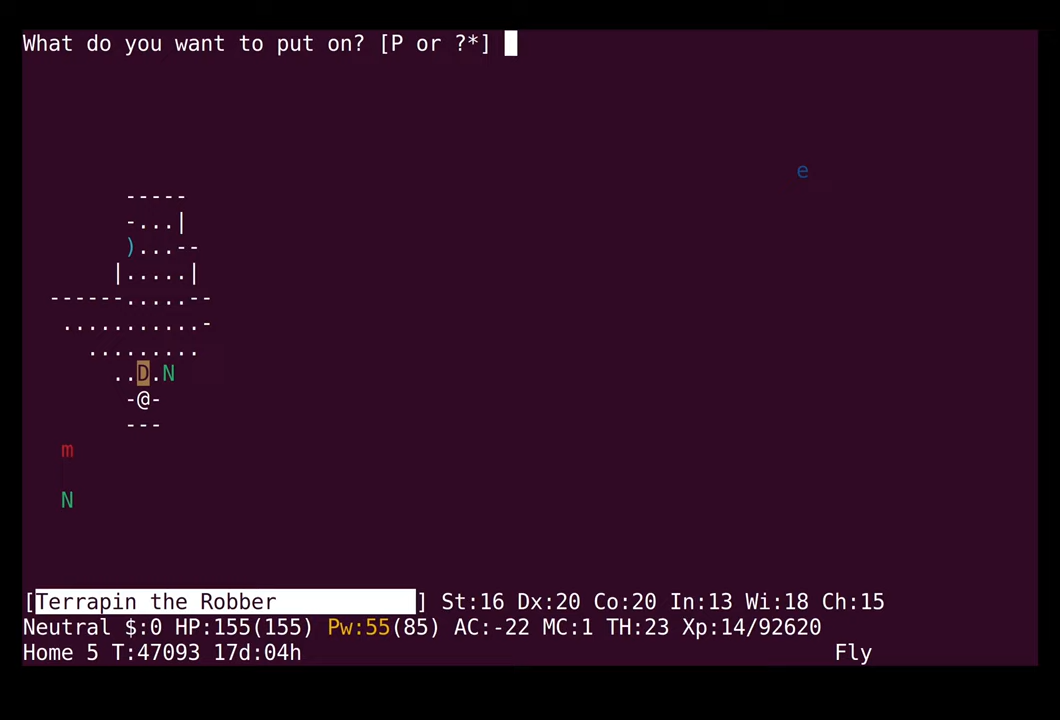 What do you want to put on? [P or ?*]
e
-----
-...|
)...--
|.....|
------.....--
...........-
.........
..D.N
-@-
---
m
N
[Terrapin the Robber ] St:16 Dx:20 Co:20 In:13 Wi:18 Ch:15
Neutral $:0 HP:155(155) Pw:55(85) AC:-22 MC:1 TH:23 Xp:14/92620
Home 5 T:47093 17d:04h Fly